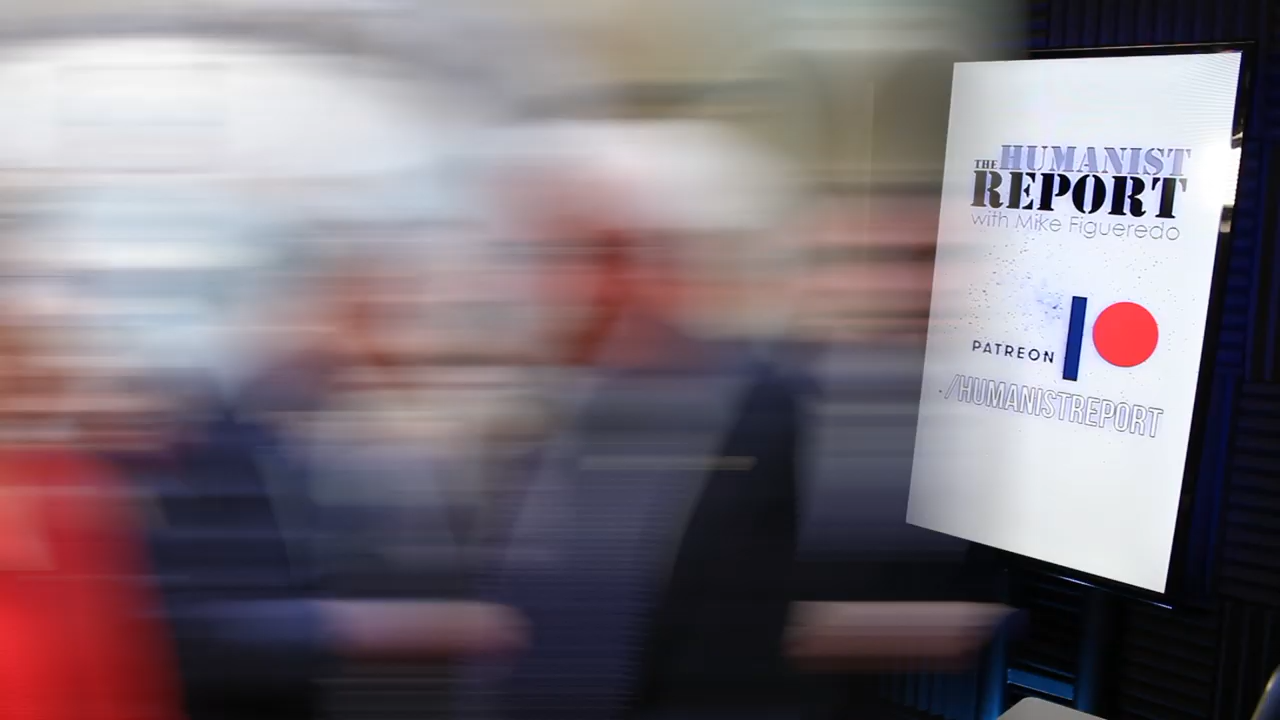 THE HUMANIST
REPORT
with Mike Figueredo
PATREON
/HUMANISTREPORT